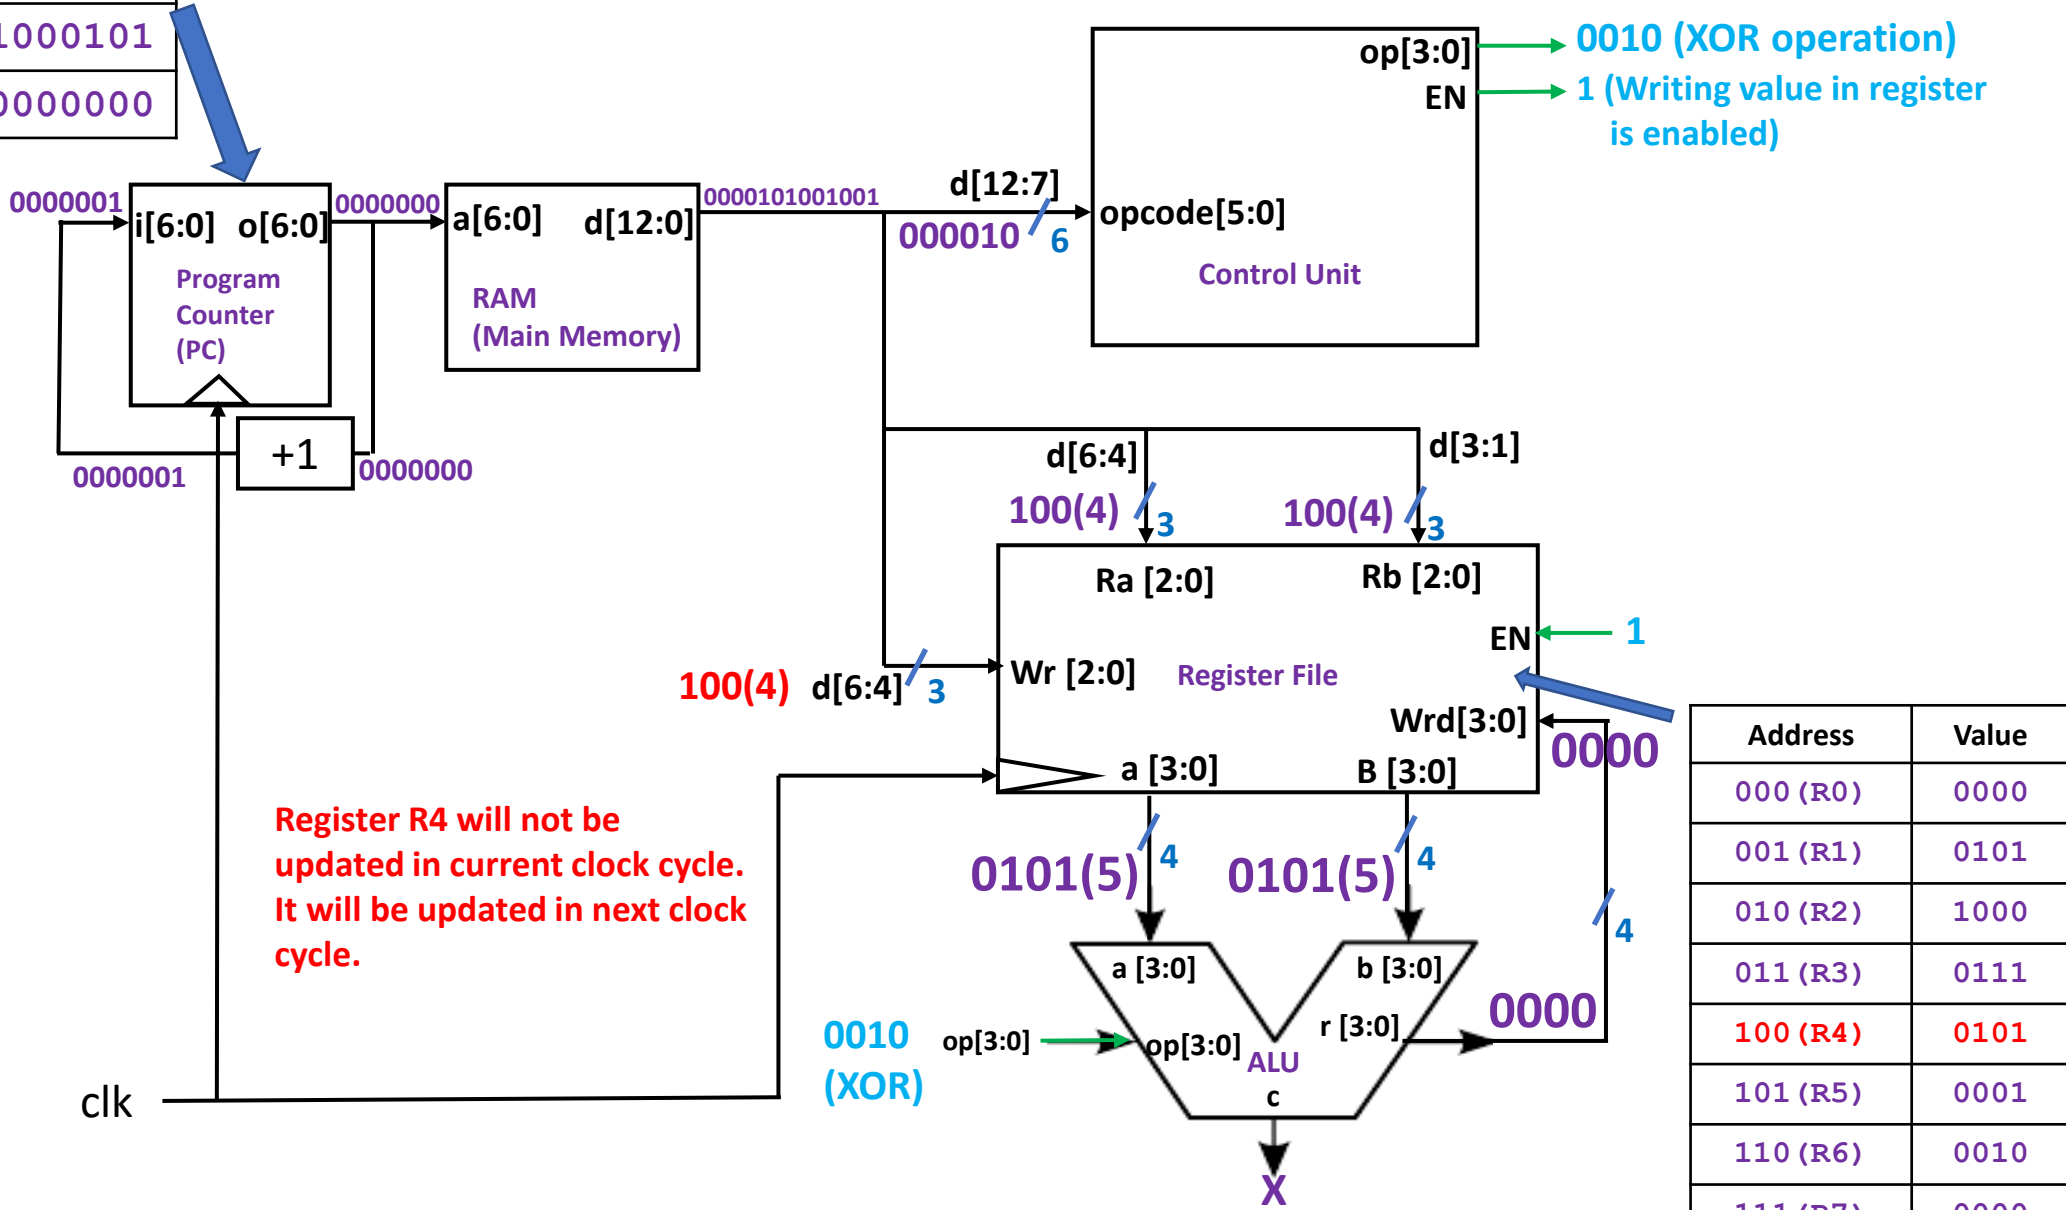 1000101
0000000
op[3:0]
0010 (XOR operation)
EN
1 (Writing value in register
is enabled)
0000001
i[6:0]
o[6:0]
0000000
a[6:0]
d[12:0]
0000101001001
d[12:7]
000010
6
opcode[5:0]
Control Unit
Program
Counter
(PC)
RAM
(Main Memory)
+1
0000001
0000000
d[6:4]
d[3:1]
100(4)
3
100(4)
3
Ra [2:0]
Rb [2:0]
EN
1
100(4)
d[6:4]
3
Wr [2:0]
Register File
Wrd[3:0]
0000
a [3:0]
B [3:0]
Register R4 will not be
updated in current clock cycle.
It will be updated in next clock
cycle.
0101(5)
4
0101(5)
4
4
a [3:0]
b [3:0]
0010
(XOR)
op[3:0]
op[3:0]
ALU
r [3:0]
0000
c
X
clk
Address Value
000(R0) 0000
001(R1) 0101
010(R2) 1000
011(R3) 0111
100(R4) 0101
101(R5) 0001
110(R6) 0010
111(R7) 0000